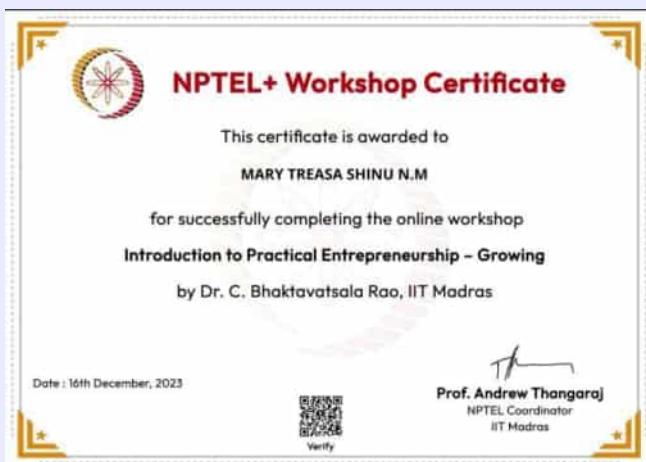 NPTEL+ Workshop Certificate
This certificate is awarded to
MARY TREASA SHINU N.M
for successfully completing the online workshop
Introduction to Practical Entrepreneurship – Growing
by Dr. C. Bhaktavatsala Rao, IIT Madras
Date : 16th December, 2023
Prof. Andrew Thangaraj
NPTEL Coordinator
IIT Madras
Verify